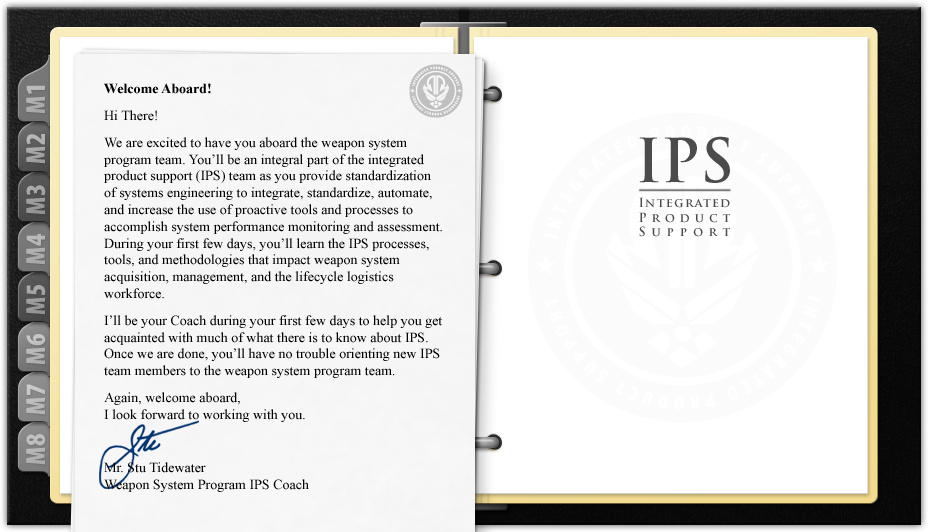 M1
M2
M3
M4
M5
M6
M7
M8
Welcome Aboard!
Hi There!
We are excited to have you aboard the weapon system
program team. You’ll be an integral part of the integrated
product support (IPS) team as you provide standardization
of systems engineering to integrate, standardize, automate,
and increase the use of proactive tools and processes to
accomplish system performance monitoring and assessment.
During your first few days, you’ll learn the IPS processes,
tools, and methodologies that impact weapon system
acquisition, management, and the lifecycle logistics
workforce.
I’ll be your Coach during your first few days to help you get
acquainted with much of what there is to know about IPS.
Once we are done, you’ll have no trouble orienting new IPS
team members to the weapon system program team.
Again, welcome aboard,
I look forward to working with you.
Stu
Mr. Stu Tidewater
Weapon System Program IPS Coach
IPS
INTEGRATED
PRODUCT
SUPPORT
INTEGRATED PRODUCT SUPPORT
INTEGRATED PRODUCT SUPPORT